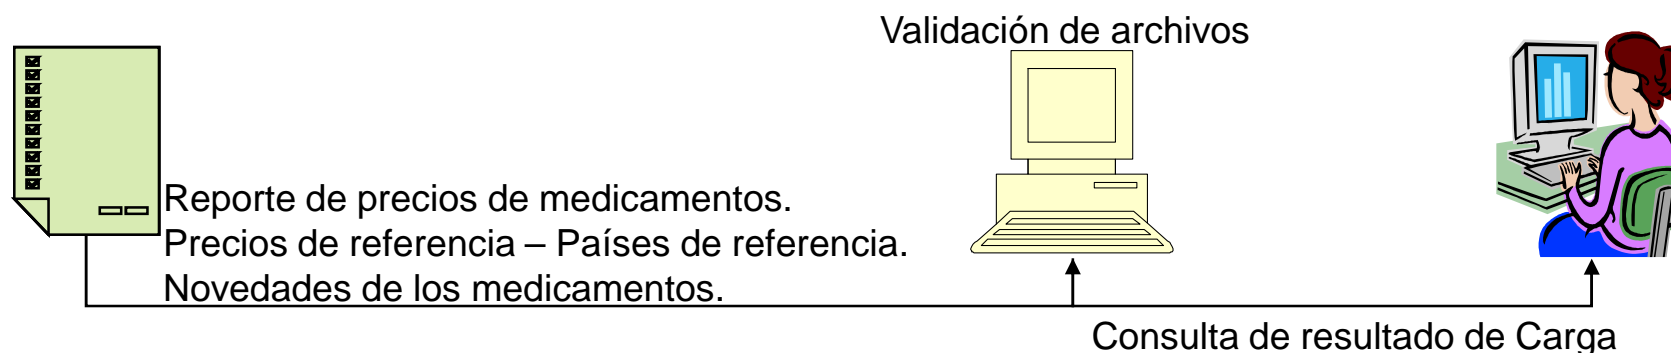 Validación de archivos
Reporte de precios de medicamentos.
Precios de referencia – Países de referencia.
Novedades de los medicamentos.
Consulta de resultado de Carga